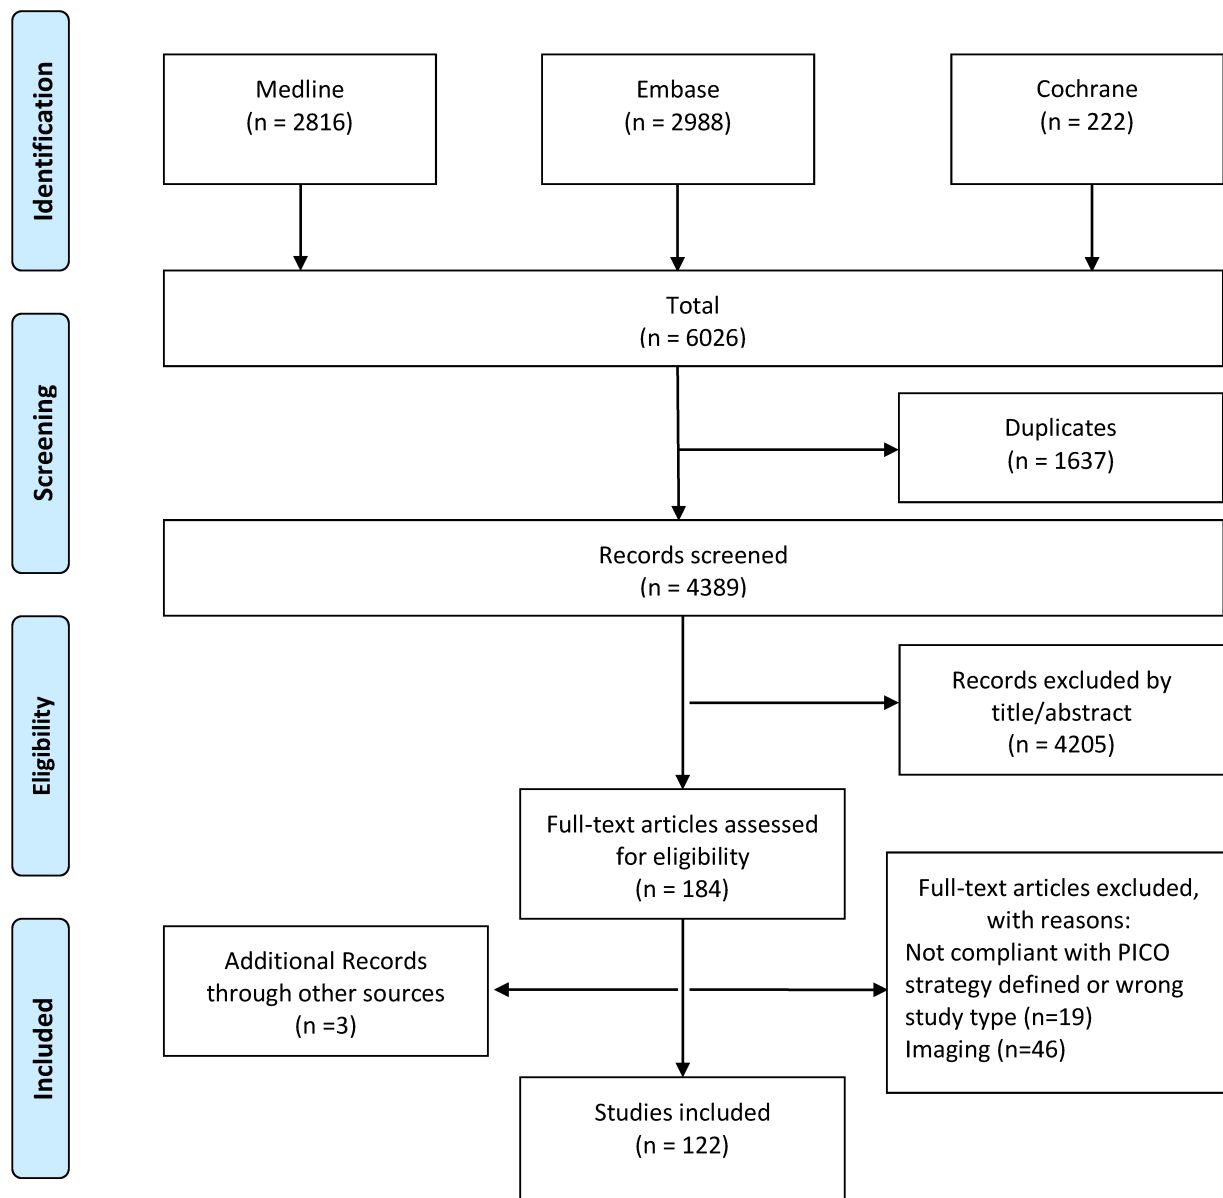 Identification
Medline
(n = 2816)
Embase
(n = 2988)
Cochrane
(n = 222)
Total
(n = 6026)
Screening
Duplicates
(n = 1637)
Records screened
(n = 4389)
Eligibility
Records excluded by
title/abstract
(n = 4205)
Full-text articles assessed
for eligibility
(n = 184)
Included
Additional Records
through other sources
(n =3)
Full-text articles excluded,
with reasons:
Not compliant with PICO
strategy defined or wrong
study type (n=19)
Imaging (n=46)
Studies included
(n = 122)